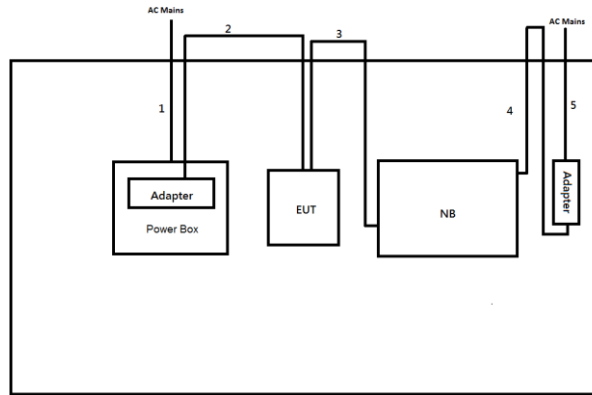 AC Mains
AC Mains
2
3
1
4
5
Adapter
Power Box
EUT
NB
Adapter